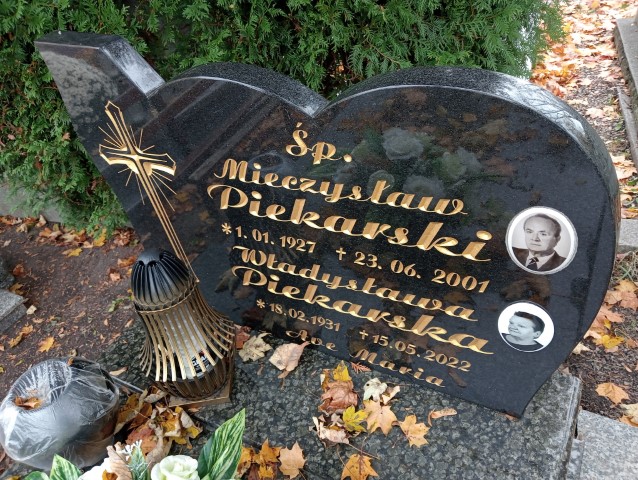 Śp.
Mieczysław
Piekarski
*1. 01. 1927 ✝ 23. 06. 2001
Władysława
Piekarska
*18.02.1931 ✝15.05.2022
Ave Maria